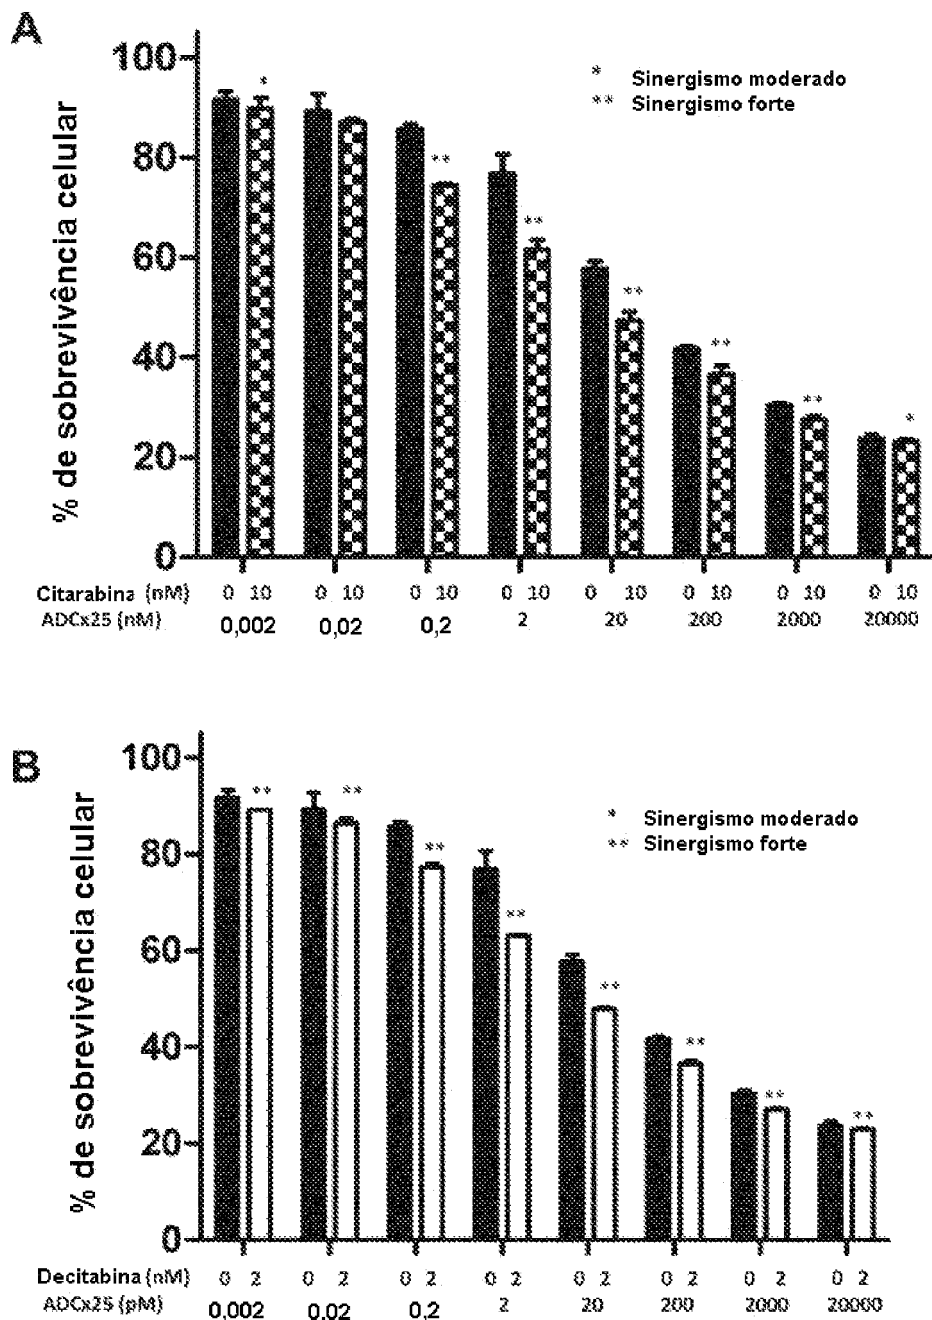 A
100
80
60
40
20
0
% de sobrevivência celular
* Sinergismo moderado
** Sinergismo forte
*
**
**
**
**
**
*
Citarabina (nM) 0 10 0 10 0 10 0 10 0 10 0 10 0 10 0 10
ADCx25 (nM) 0,002 0,02 0,2 2 20 200 2000 20000
B
100
80
60
40
20
0
% de sobrevivência celular
* Sinergismo moderado
** Sinergismo forte
**
**
**
**
**
**
**
**
Decitabina (nM) 0 2 0 2 0 2 0 2 0 2 0 2 0 2 0 2
ADCx25 (pM) 0,002 0,02 0,2 2 20 200 2000 20000